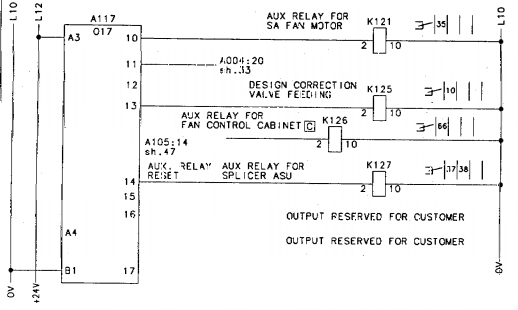 L10
L12
A117
O17
A3
10
11
12
13
14
15
16
17
A4
B1
0V
+24V
AUX RELAY FOR
SA FAN MOTOR
K121
2 10
35
A004:20
sh.33
DESIGN CORRECTION
VALVE FEEDING
K125
2 10
10
AUX RELAY FOR
FAN CONTROL CABINET C
K126
2 10
66
A105:14
sh.47
AUX. RELAY
RESET
AUX RELAY FOR
SPLICER ASU
K127
2 10
37 38
OUTPUT RESERVED FOR CUSTOMER
OUTPUT RESERVED FOR CUSTOMER
L10
0V